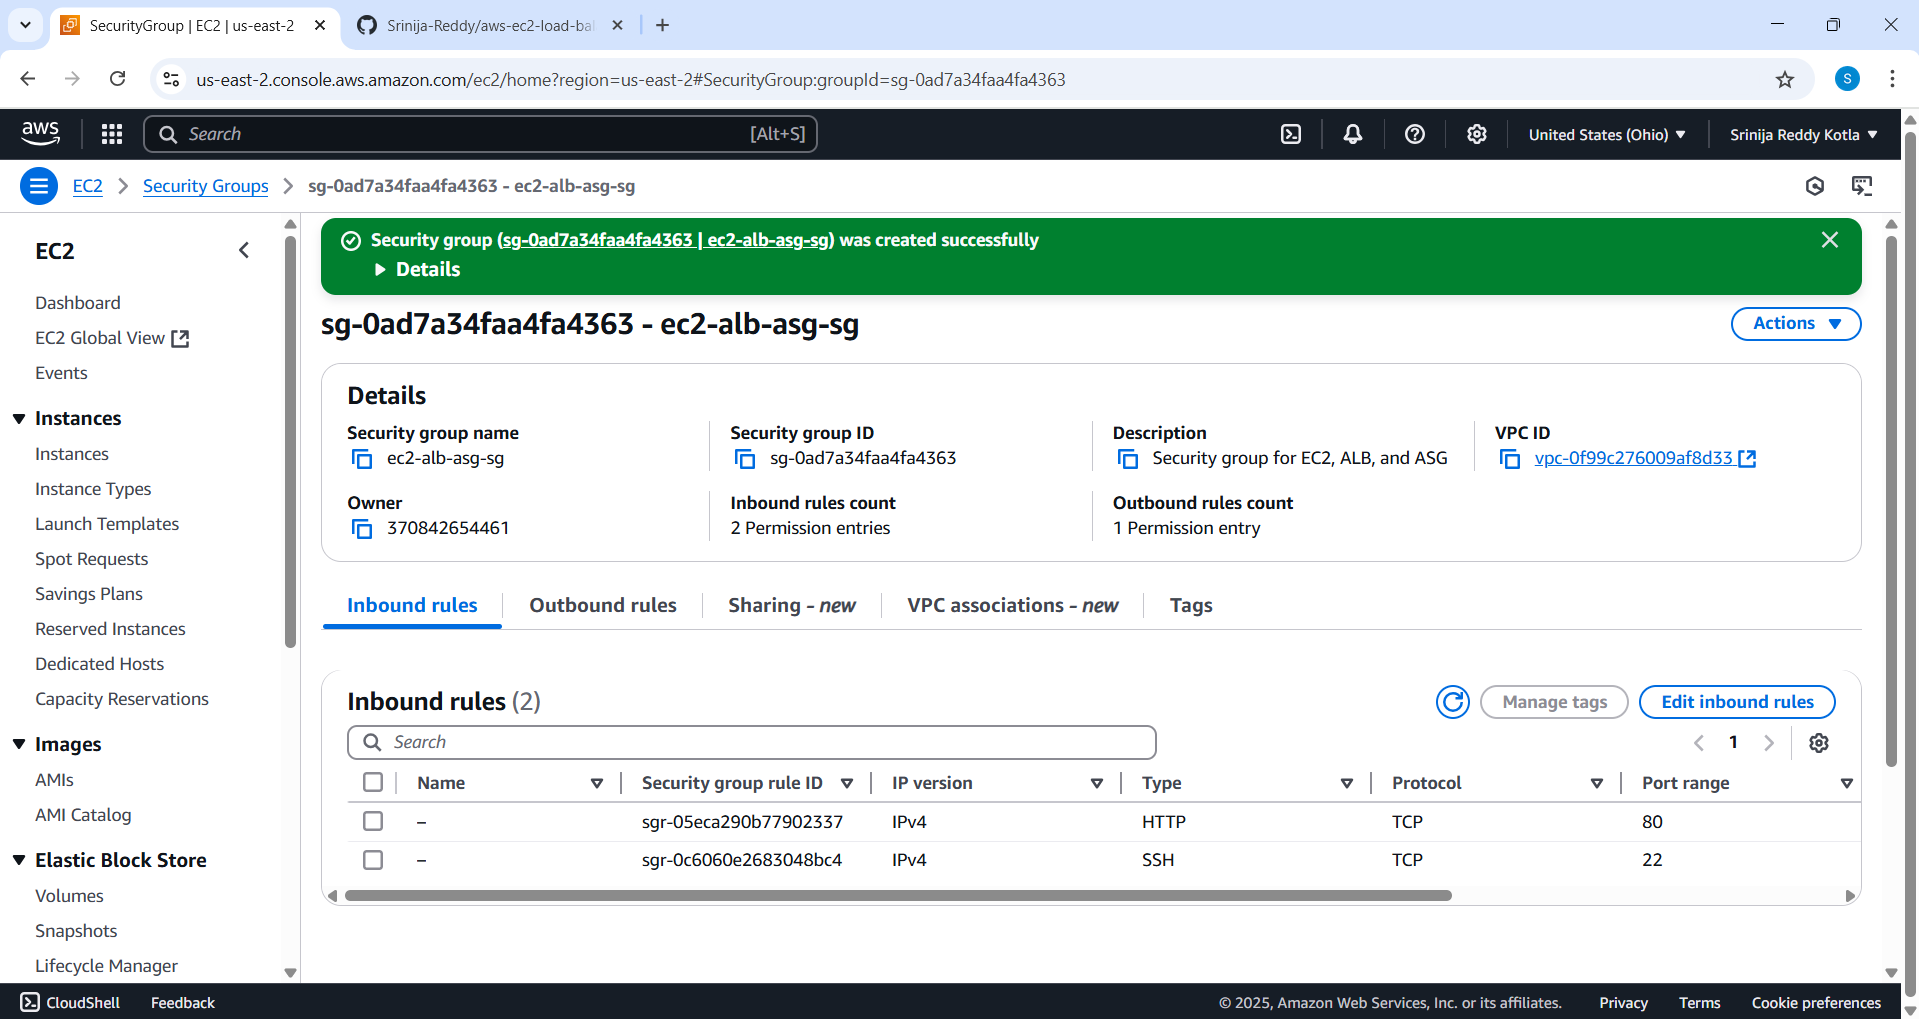 SecurityGroup | EC2 | us-east-2
Srinija-Reddy/aws-ec2-load-bal
us-east-2.console.aws.amazon.com/ec2/home?region=us-east-2#SecurityGroup:groupId=sg-0ad7a34faa4fa4363
S
aws
Search
[Alt+S]
United States (Ohio)
Srinija Reddy Kotla
EC2
Security Groups
sg-0ad7a34faa4fa4363 - ec2-alb-asg-sg
EC2
Dashboard
EC2 Global View
Events
Instances
Instances
Instance Types
Launch Templates
Spot Requests
Savings Plans
Reserved Instances
Dedicated Hosts
Capacity Reservations
Images
AMIs
AMI Catalog
Elastic Block Store
Volumes
Snapshots
Lifecycle Manager
Security group (sg-0ad7a34faa4fa4363 | ec2-alb-asg-sg) was created successfully
Details
sg-0ad7a34faa4fa4363 - ec2-alb-asg-sg
Actions
Details
Security group name
ec2-alb-asg-sg
Security group ID
sg-0ad7a34faa4fa4363
Description
Security group for EC2, ALB, and ASG
VPC ID
vpc-0f99c276009af8d33
Owner
370842654461
Inbound rules count
2 Permission entries
Outbound rules count
1 Permission entry
Inbound rules
Outbound rules
Sharing - new
VPC associations - new
Tags
Inbound rules (2)
Manage tags
Edit inbound rules
Search
1
Name Security group rule ID IP version Type Protocol Port range
– sgr-05eca290b77902337 IPv4 HTTP TCP 80
– sgr-0c6060e2683048bc4 IPv4 SSH TCP 22
CloudShell
Feedback
© 2025, Amazon Web Services, Inc. or its affiliates.
Privacy
Terms
Cookie preferences